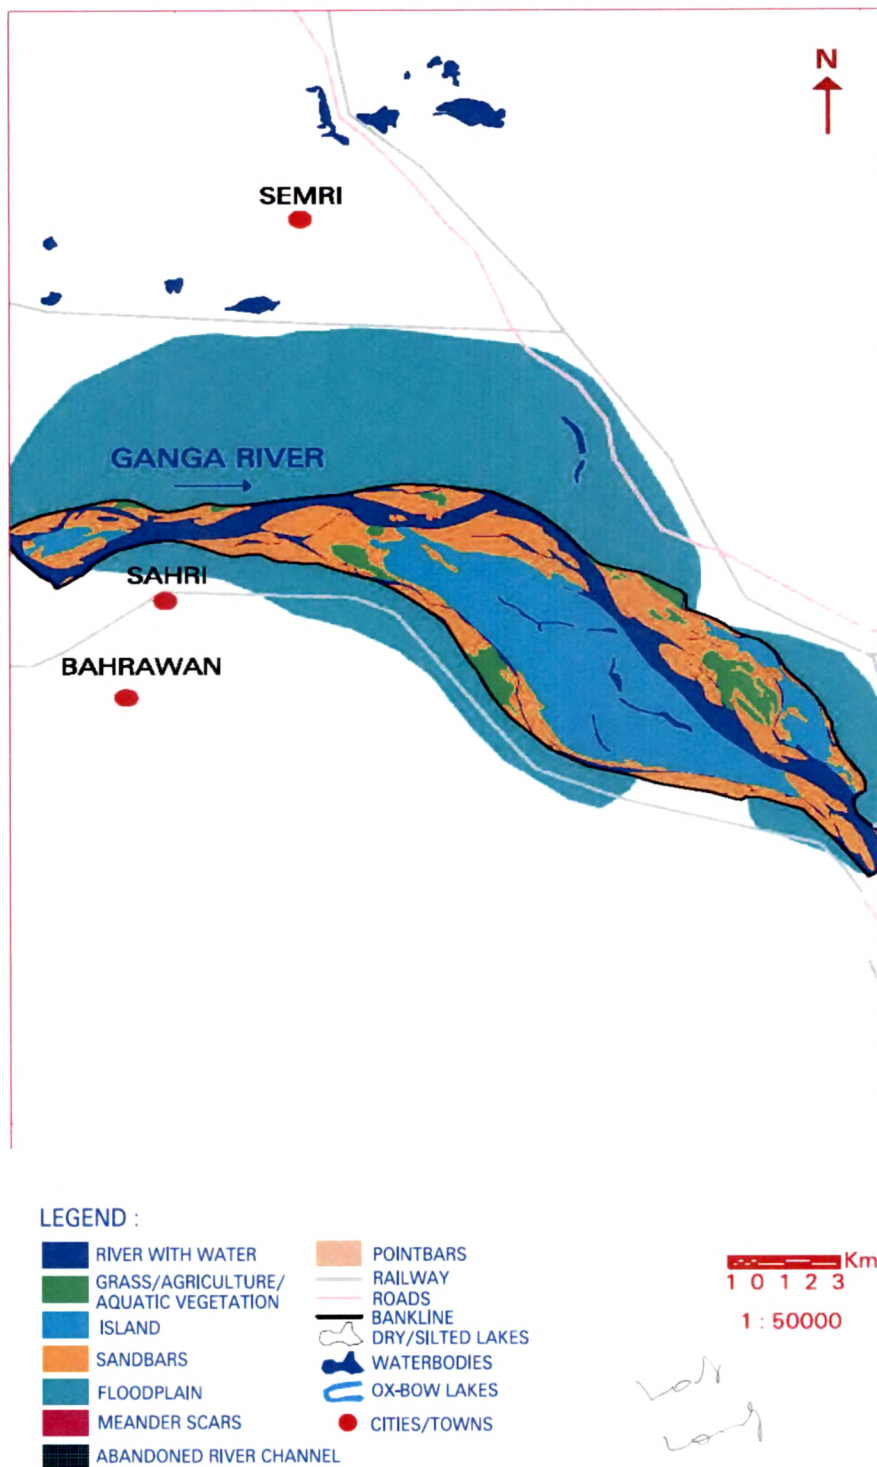 N
SEMRI
GANGA RIVER
SAHRI
BAHRAWAN
LEGEND :
RIVER WITH WATER
GRASS/AGRICULTURE/
AQUATIC VEGETATION
ISLAND
SANDBARS
FLOODPLAIN
MEANDER SCARS
ABANDONED RIVER CHANNEL
POINTBARS
RAILWAY
ROADS
BANKLINE
DRY/SILTED LAKES
WATERBODIES
OX-BOW LAKES
CITIES/TOWNS
Km
1 0 1 2 3
1 : 50000